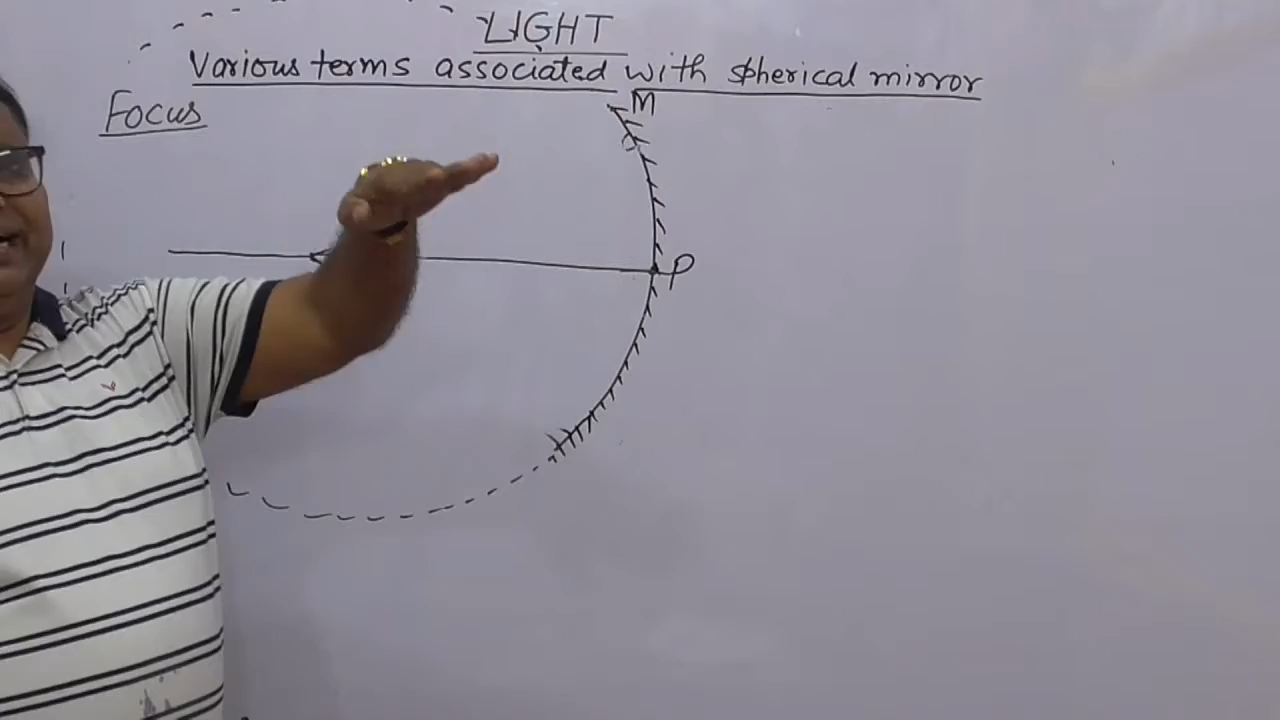 LIGHT
Various terms associated with spherical mirror
Focus
M
P